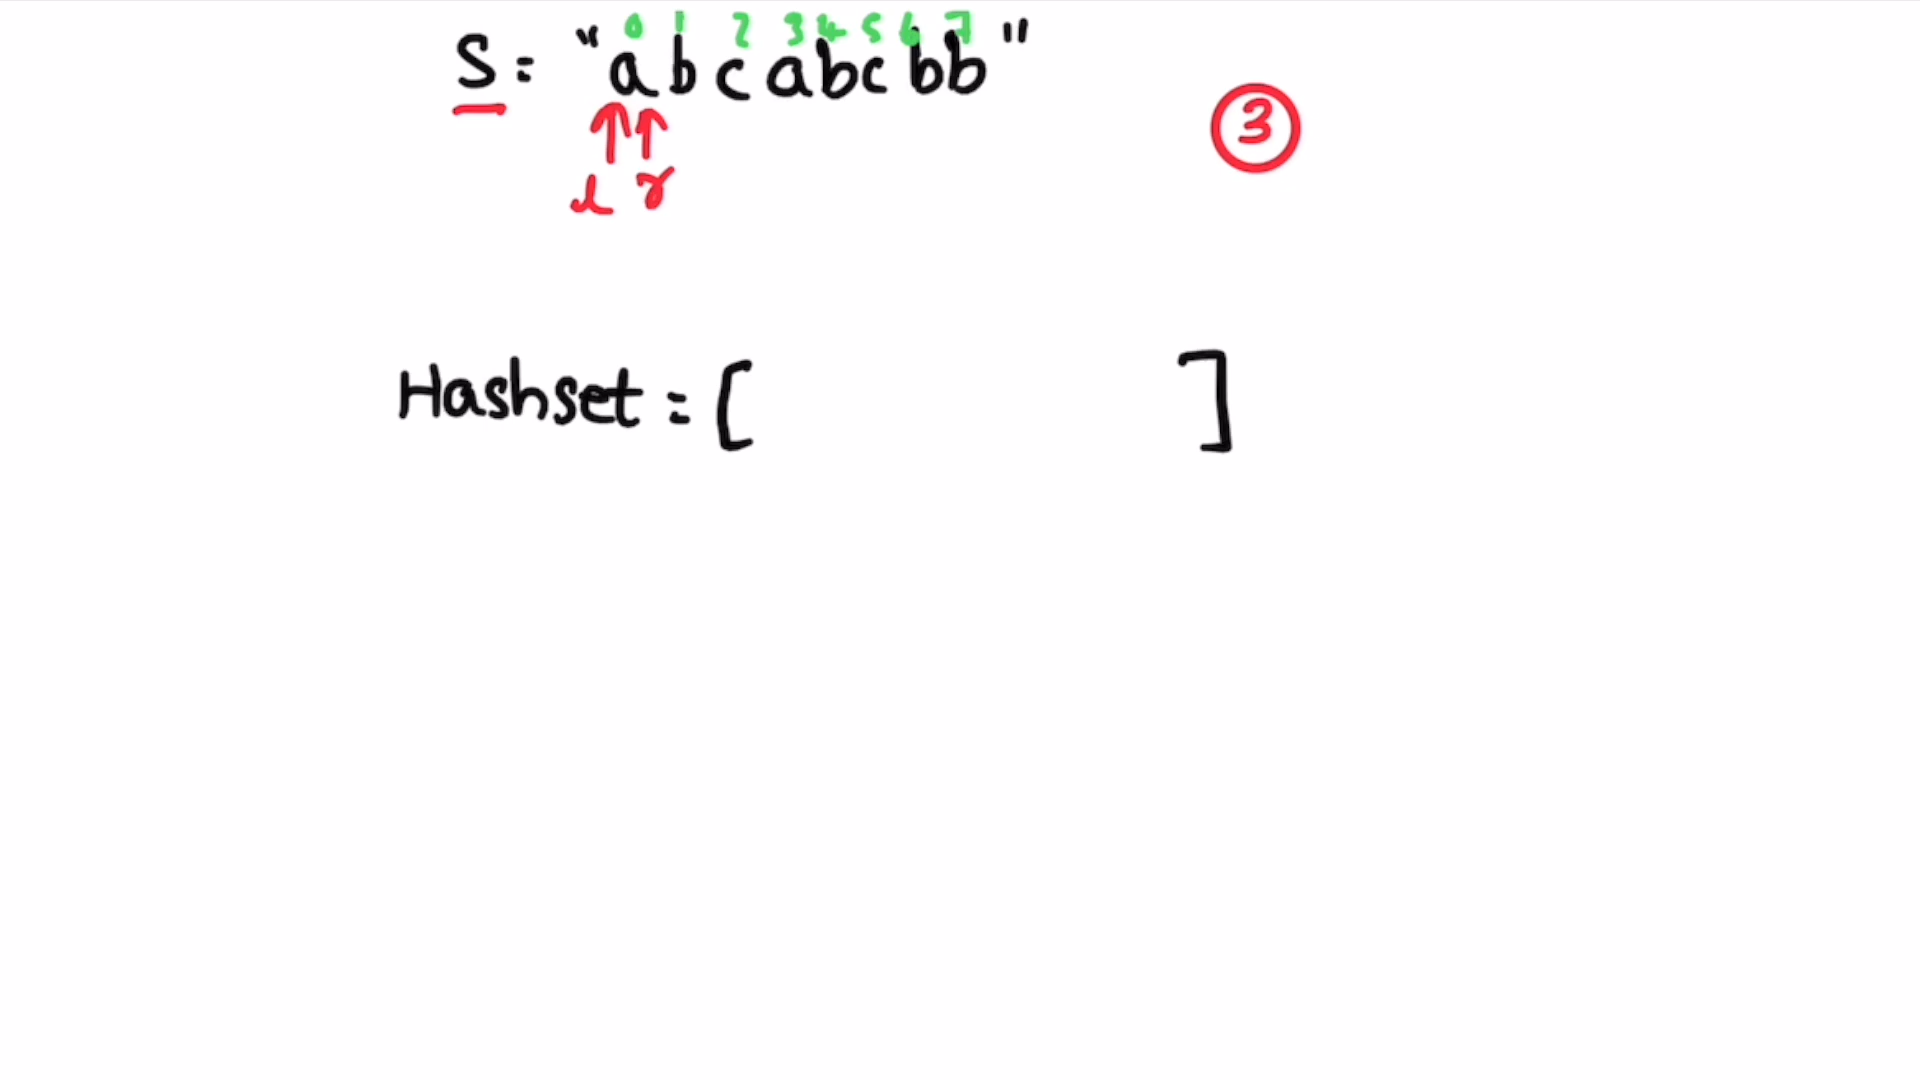 0 1 2 3 4 5 6 7
S = "abcabcbb"
3
l r
Hashset = [ ]